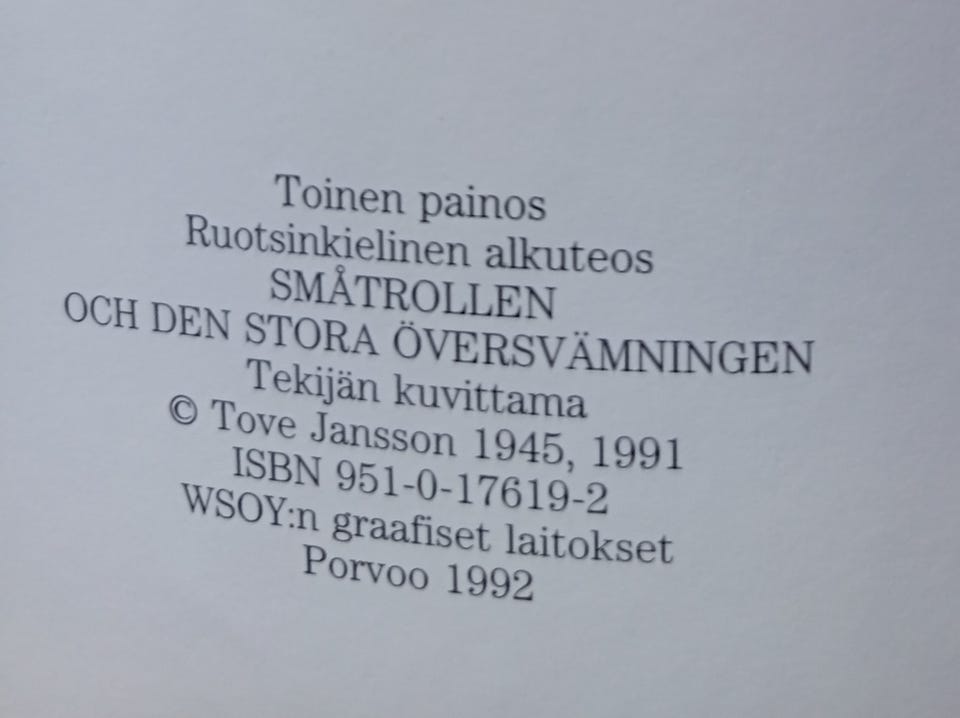 Toinen painos
Ruotsinkielinen alkuteos
SMÅTROLLEN
OCH DEN STORA ÖVERSVÄMNINGEN
Tekijän kuvittama
© Tove Jansson 1945, 1991
ISBN 951-0-17619-2
WSOY:n graafiset laitokset
Porvoo 1992